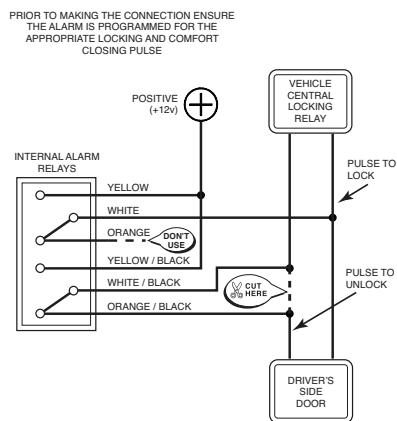 PRIOR TO MAKING THE CONNECTION ENSURE
THE ALARM IS PROGRAMMED FOR THE
APPROPRIATE LOCKING AND COMFORT
CLOSING PULSE
POSITIVE
(+12v)
VEHICLE
CENTRAL
LOCKING
RELAY
INTERNAL ALARM
RELAYS
PULSE TO
LOCK
YELLOW
WHITE
ORANGE
DON'T
USE
YELLOW / BLACK
WHITE / BLACK
CUT
HERE
PULSE TO
UNLOCK
ORANGE / BLACK
DRIVER'S
SIDE
DOOR